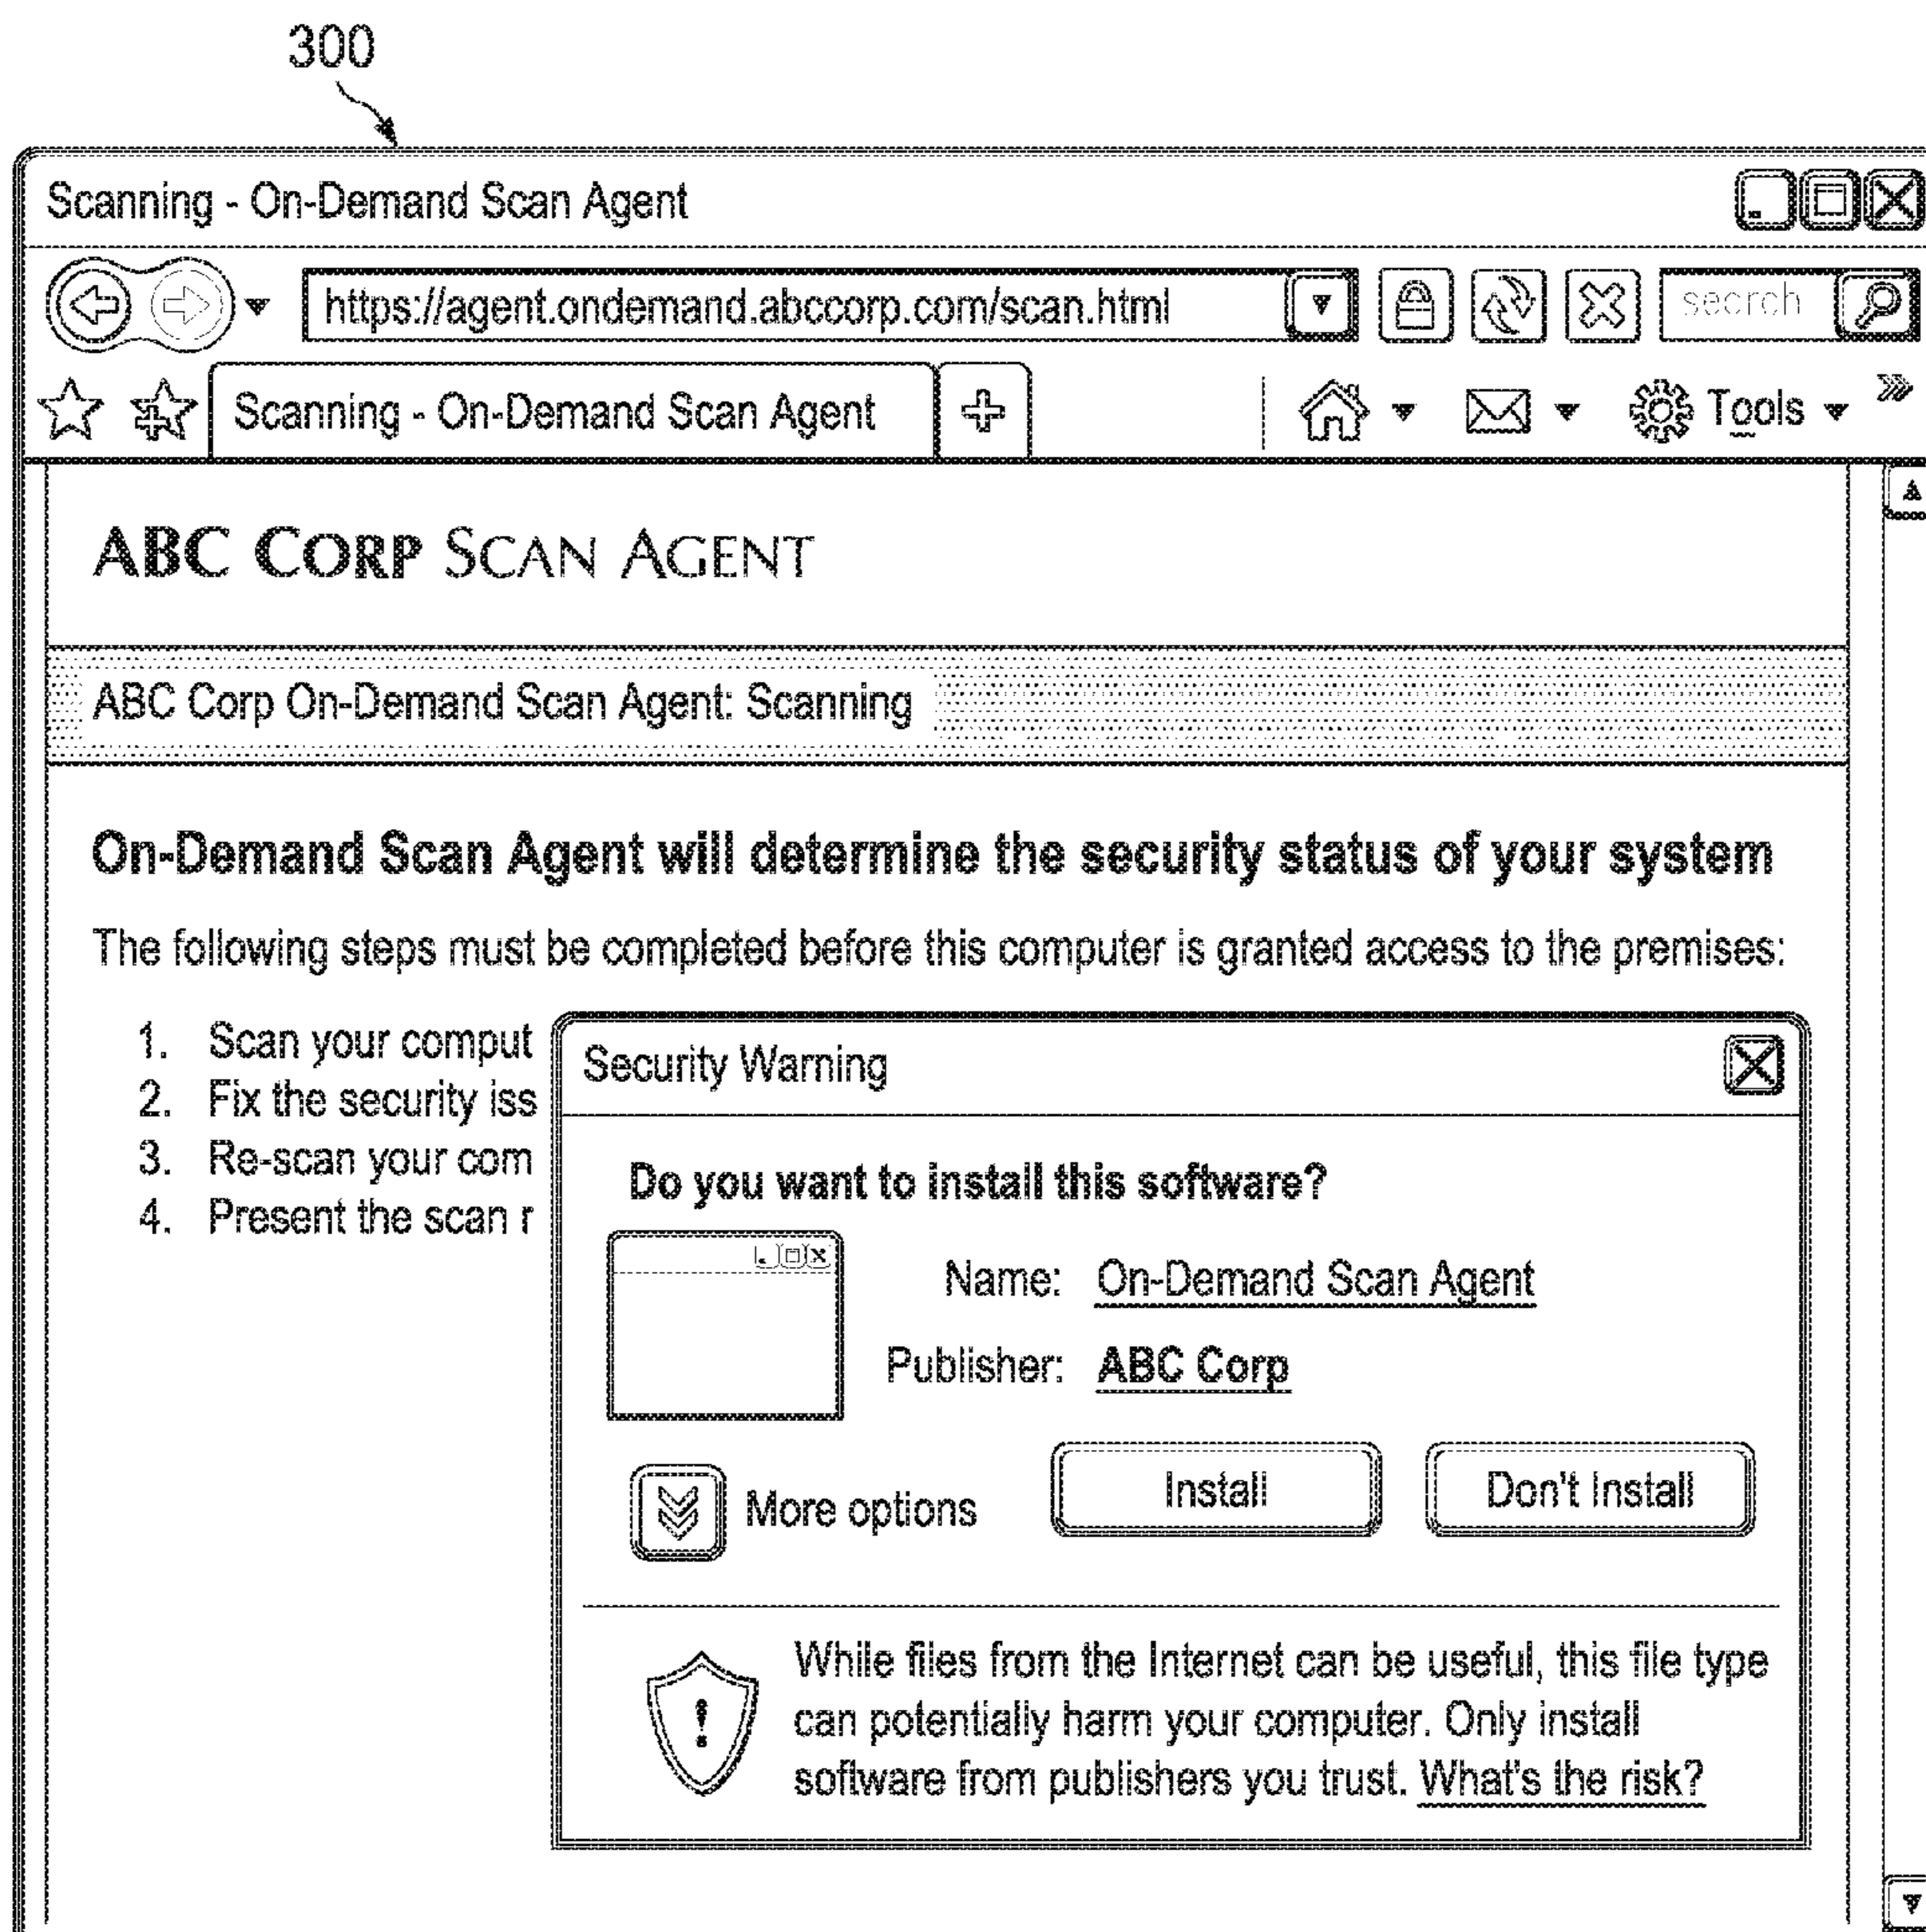 300
Scanning - On-Demand Scan Agent
https://agent.ondemand.abccorp.com/scan.html
secrch
Scanning - On-Demand Scan Agent
Tools
ABC CORP SCAN AGENT
ABC Corp On-Demand Scan Agent: Scanning
On-Demand Scan Agent will determine the security status of your system
The following steps must be completed before this computer is granted access to the premises:
1. Scan your comput
2. Fix the security iss
3. Re-scan your com
4. Present the scan r
Security Warning
Do you want to install this software?
Name: On-Demand Scan Agent
Publisher: ABC Corp
More options
Install
Don't Install
While files from the Internet can be useful, this file type
can potentially harm your computer. Only install
software from publishers you trust. What's the risk?